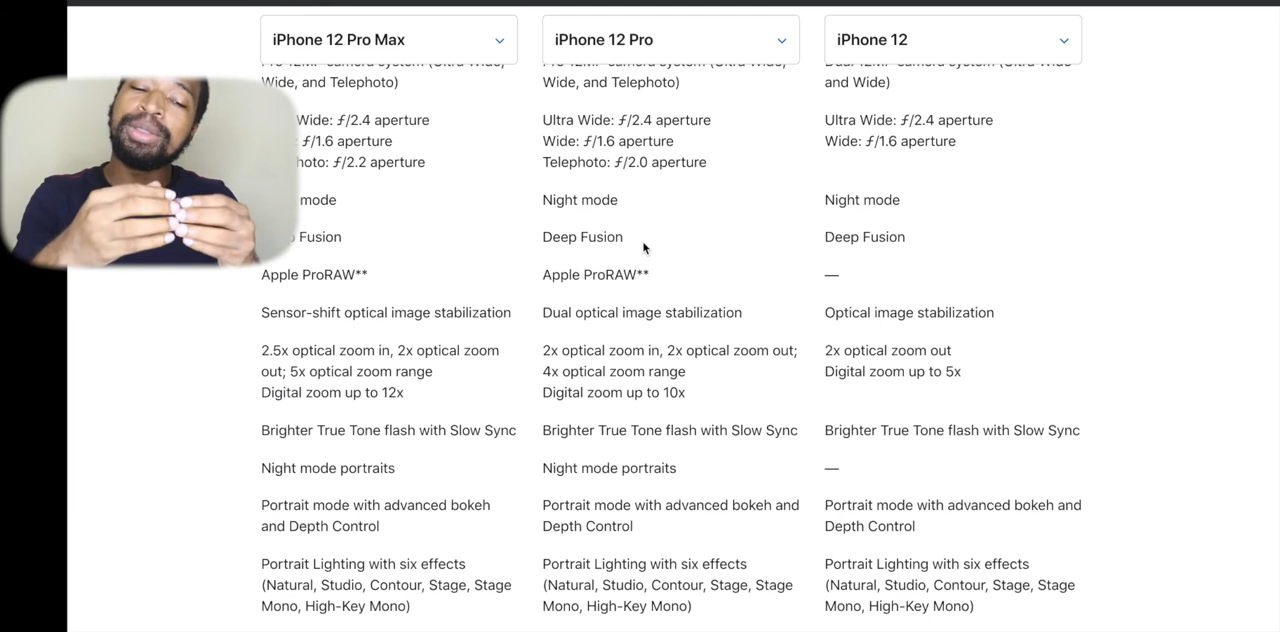 iPhone 12 Pro Max
Wide, and Telephoto)
Wide: ƒ/2.4 aperture
ƒ/1.6 aperture
ƒ/2.2 aperture
mode
Fusion
Apple ProRAW**
Sensor-shift optical image stabilization
2.5x optical zoom in, 2x optical zoom
out; 5x optical zoom range
Digital zoom up to 12x
Brighter True Tone flash with Slow Sync
Night mode portraits
Portrait mode with advanced bokeh
and Depth Control
Portrait Lighting with six effects
(Natural, Studio, Contour, Stage, Stage
Mono, High-Key Mono)
iPhone 12 Pro
Wide, and Telephoto)
Ultra Wide: ƒ/2.4 aperture
Wide: ƒ/1.6 aperture
Telephoto: ƒ/2.0 aperture
Night mode
Deep Fusion
Apple ProRAW**
Dual optical image stabilization
2x optical zoom in, 2x optical zoom out;
4x optical zoom range
Digital zoom up to 10x
Brighter True Tone flash with Slow Sync
Night mode portraits
Portrait mode with advanced bokeh and
Depth Control
Portrait Lighting with six effects
(Natural, Studio, Contour, Stage, Stage
Mono, High-Key Mono)
iPhone 12
and Wide)
Ultra Wide: ƒ/2.4 aperture
Wide: ƒ/1.6 aperture
Night mode
Deep Fusion
—
Optical image stabilization
2x optical zoom out
Digital zoom up to 5x
Brighter True Tone flash with Slow Sync
—
Portrait mode with advanced bokeh and
Depth Control
Portrait Lighting with six effects
(Natural, Studio, Contour, Stage, Stage
Mono, High-Key Mono)